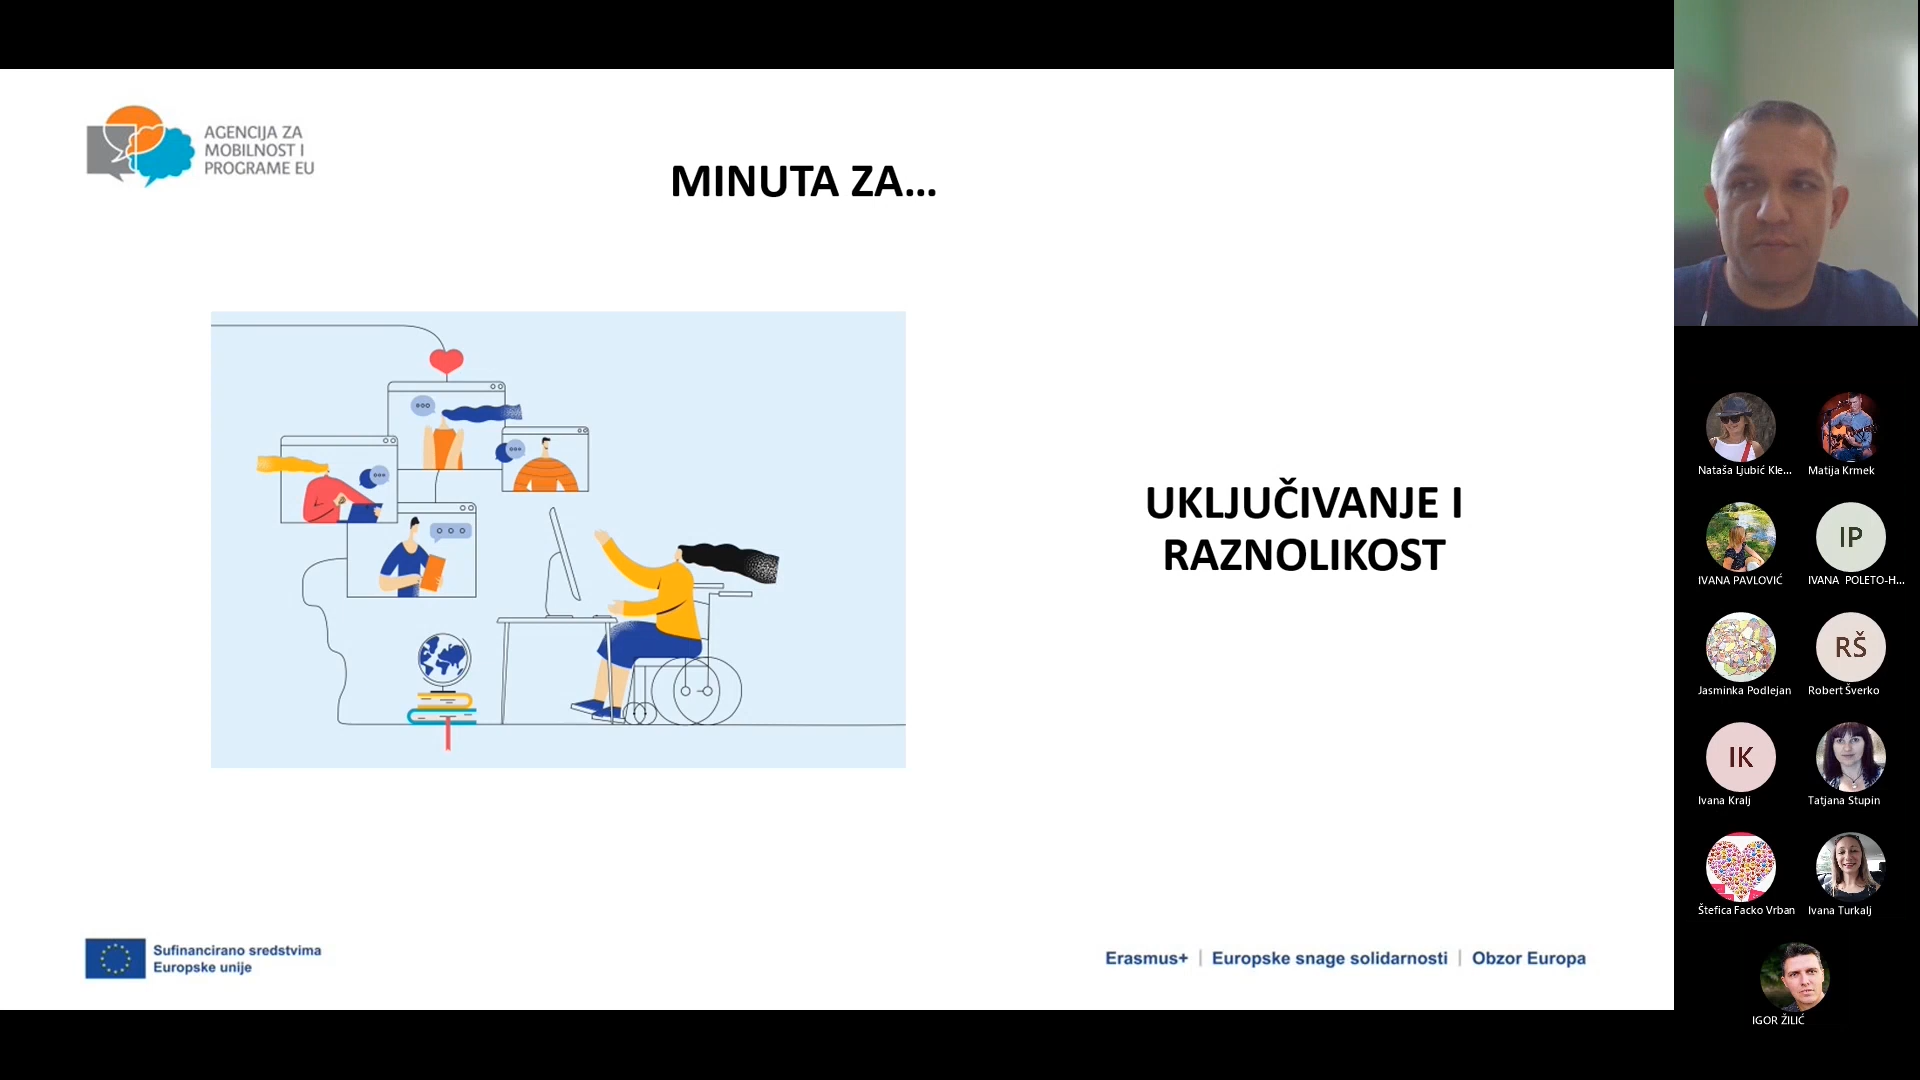 AGENCIJA ZA
MOBILNOST I
PROGRAME EU
MINUTA ZA...
UKLJUČIVANJE I
RAZNOLIKOST
Sufinancirano sredstvima
Europske unije
Erasmus+ | Europske snage solidarnosti | Obzor Europa
Nataša Ljubić Kle...
Matija Krmek
IVANA PAVLOVIĆ
IP
IVANA POLETO-H...
Jasminka Podlejan
RŠ
Robert Šverko
IK
Ivana Kralj
Tatjana Stupin
Štefica Facko Vrban
Ivana Turkalj
IGOR ŽILIĆ